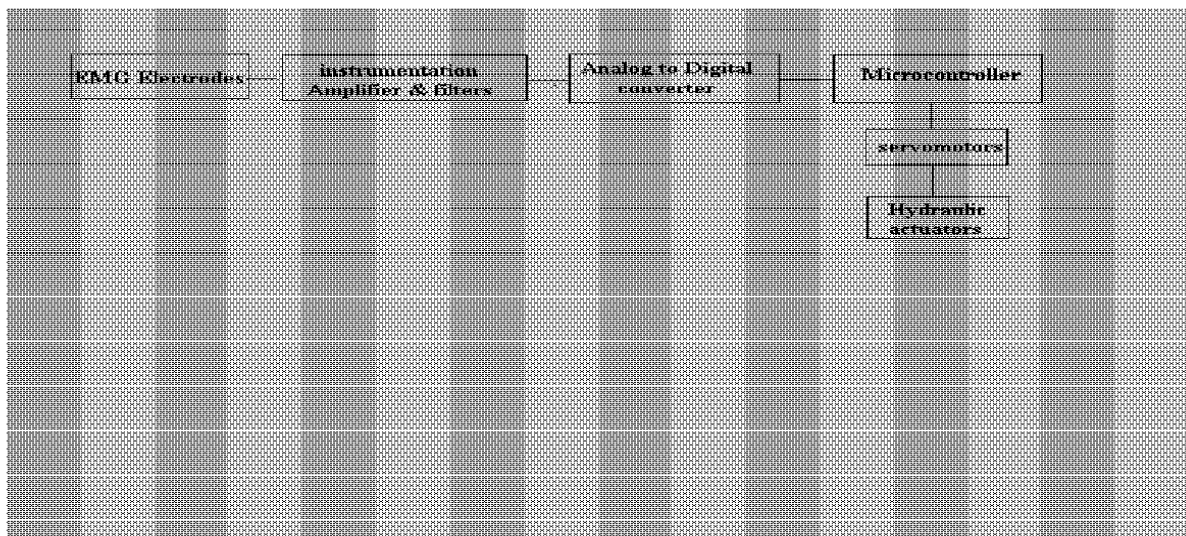 EMG Electrodes
instrumentation
Amplifier & filters
Analog to Digital
converter
Microcontroller
servomotors
Hydraulic
actuators